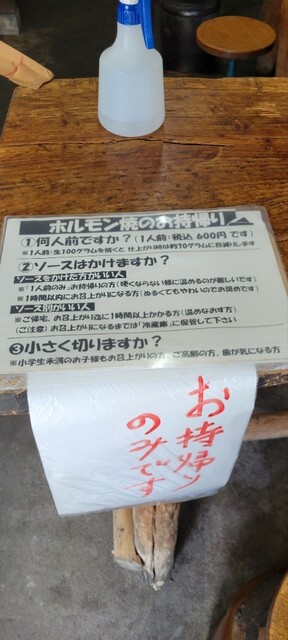 ホルモン焼のお持帰り
①何人前ですか？(1人前：税込 600円 です)
※1人前：生100グラムを焼くと 仕上がり時は約70グラムに目減りします
②ソースはかけますか？
ソースをかけた方がいい人
※「1人前のみ」お持帰りの方（硬くならない様に温めるのが難しいです）
※1時間以内にお召上がりになる方（ぬるくてもやわいのでお奨めです）
ソース別がいい人
※ご帰宅、お召上がり迄に1時間以上かかる方（温めなおす方）
（ご注意）お召上がりになるまでは「冷蔵庫」に保管して下さい
③小さく切りますか？
※小学生未満のお子様もお召上がりの方、ご高齢の方、歯が気になる方
お持帰り
のみです